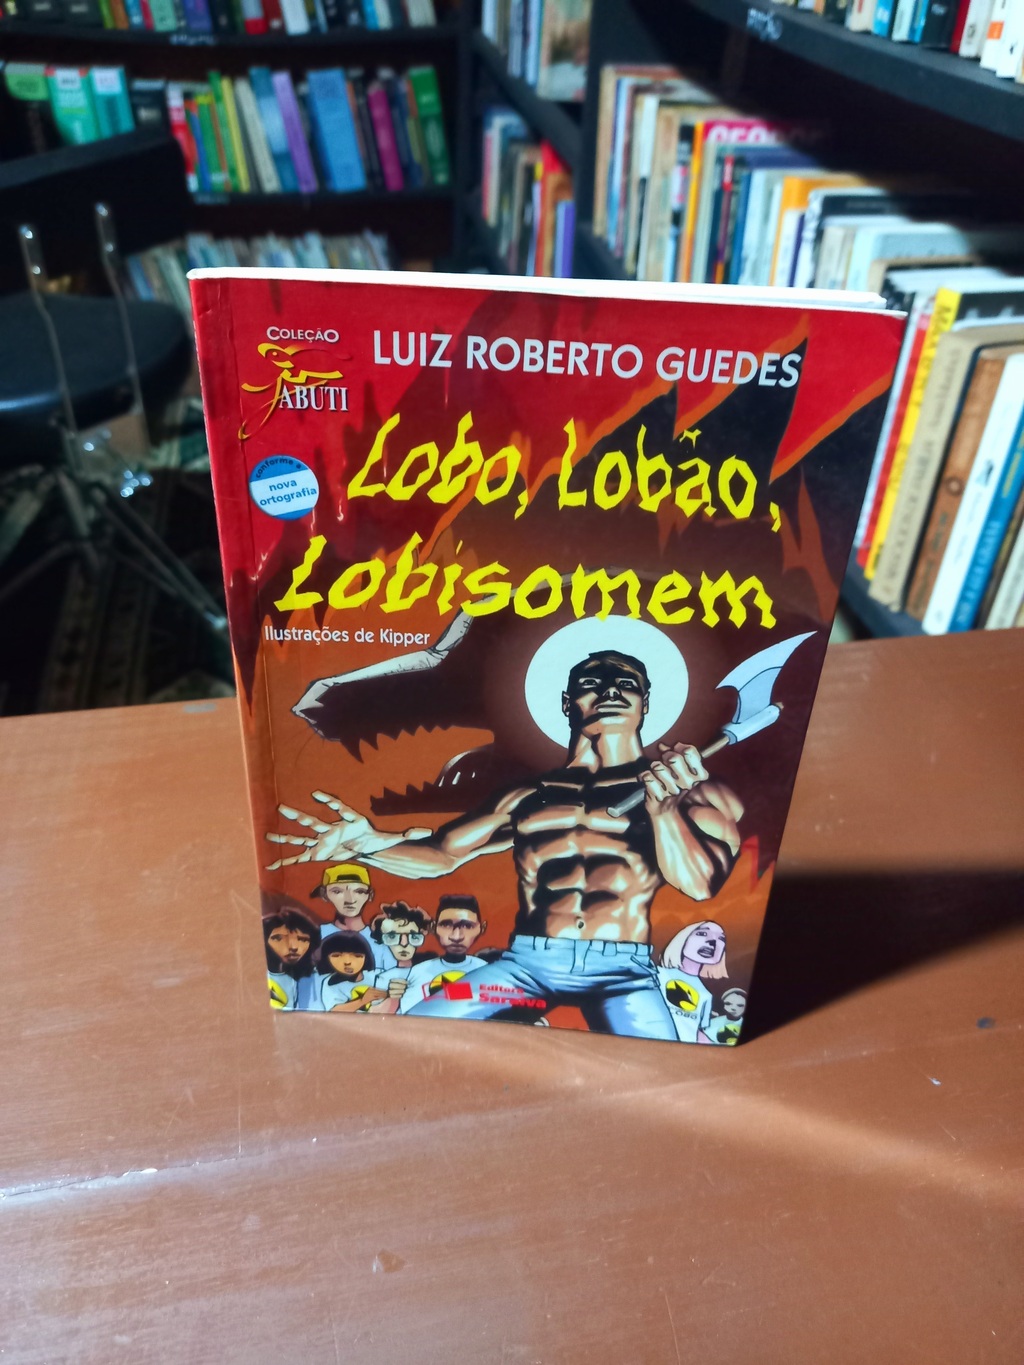 COLEÇÃO
JABUTI
LUIZ ROBERTO GUEDES
conforme a
nova
ortografia
Lobo, Lobão,
Lobisomem
Ilustrações de Kipper
Editora
Saraiva